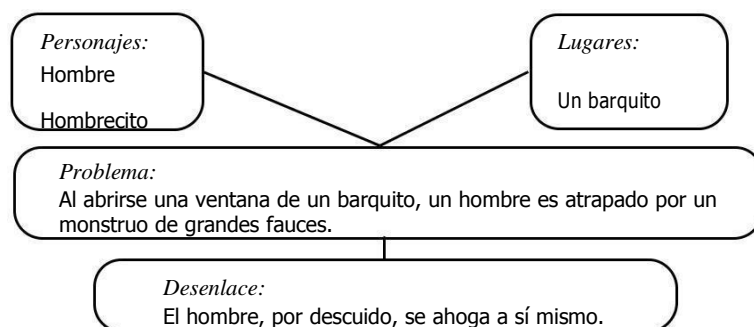 Personajes:
Hombre
Hombrecito
Lugares:
Un barquito
Problema:
Al abrirse una ventana de un barquito, un hombre es atrapado por un
monstruo de grandes fauces.
Desenlace:
El hombre, por descuido, se ahoga a sí mismo.